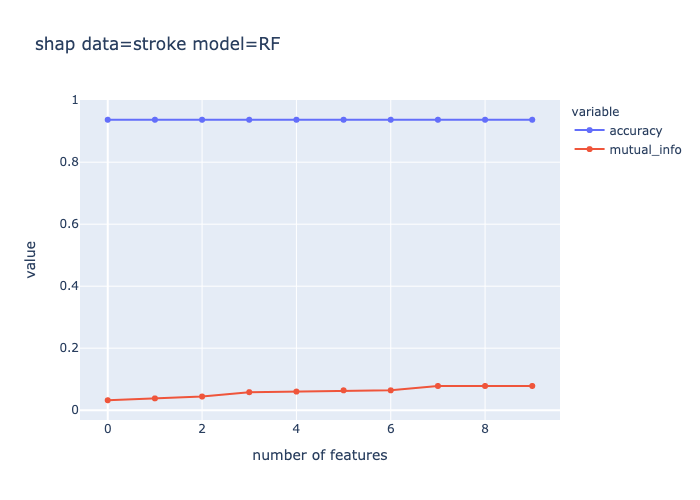 shap data=stroke model=RF
1
0.8
0.6
0.4
0.2
0
value
0
2
4
6
8
number of features
variable
accuracy
mutual_info